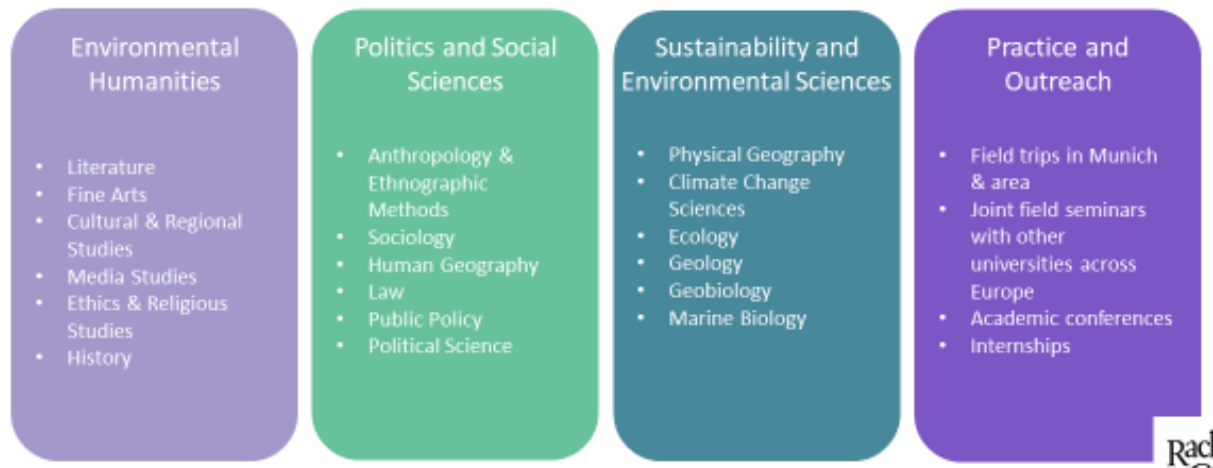 Environmental
Humanities
• Literature
• Fine Arts
• Cultural & Regional
Studies
• Media Studies
• Ethics & Religious
Studies
• History
Politics and Social
Sciences
• Anthropology &
Ethnographic
Methods
• Sociology
• Human Geography
• Law
• Public Policy
• Political Science
Sustainability and
Environmental Sciences
• Physical Geography
• Climate Change
Sciences
• Ecology
• Geology
• Geobiology
• Marine Biology
Practice and
Outreach
• Field trips in Munich
& area
• Joint field seminars
with other
universities across
Europe
• Academic conferences
• Internships